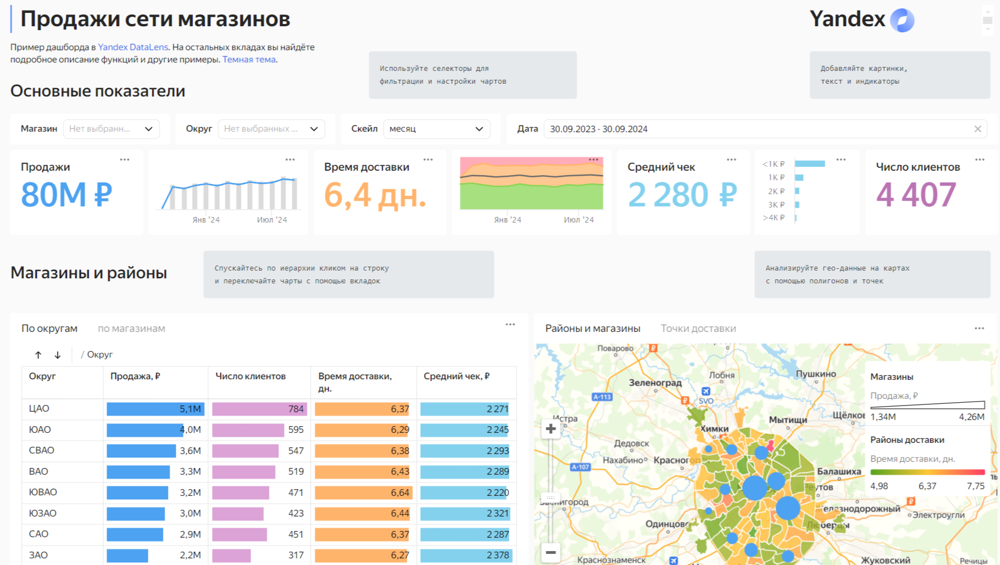 Продажи сети магазинов
Yandex
Пример дашборда в Yandex DataLens. На остальных вкладах вы найдёте
подробное описание функций и другие примеры. Темная тема.
Используйте селекторы для
фильтрации и настройки чартов
Добавляйте картинки,
текст и индикаторы
Основные показатели
Магазин Нет выбранн...
Округ Нет выбранных ...
Скейл месяц
Дата 30.09.2023 - 30.09.2024
Продажи
80M ₽
Янв '24 Июл '24
Время доставки
6,4 дн.
Янв '24 Июл '24
Средний чек
2 280 ₽
<1K ₽
1K ₽
2K ₽
3K ₽
>4K ₽
Число клиентов
4 407
Магазины и районы
Спускайтесь по иерархии кликом на строку
и переключайте чарты с помощью вкладок
Анализируйте гео-данные на картах
с помощью полигонов и точек
По округам по магазинам
/ Округ
Округ Продажа, ₽ Число клиентов Время доставки, дн. Средний чек, ₽
ЦАО 5,1M 784 6,37 2 271
ЮАО 4,0M 595 6,29 2 245
СВАО 3,6M 547 6,38 2 293
ВАО 3,3M 519 6,43 2 289
ЮВАО 3,2M 471 6,64 2 220
ЮЗАО 3,0M 423 6,44 2 321
САО 2,9M 451 6,37 2 287
ЗАО 2,2M 317 6,27 2 378
Районы и магазины Точки доставки
Поварово
Лобня
Пушкино
Зеленоград
A-113
SVO
Истра
Мытищи
Щёлков
Химки
Дедовск
Нахабино
Красногор
A-107
Балашиха
Реутов
Звенигород
Железнодорожный
Электроугли
Одинцово
Люберцы
Краснознаменск
Жуковский
Речицы
Магазины
Продажа, ₽
1,34M 4,26M
Районы доставки
Время доставки, дн.
4,98 6,37 7,75